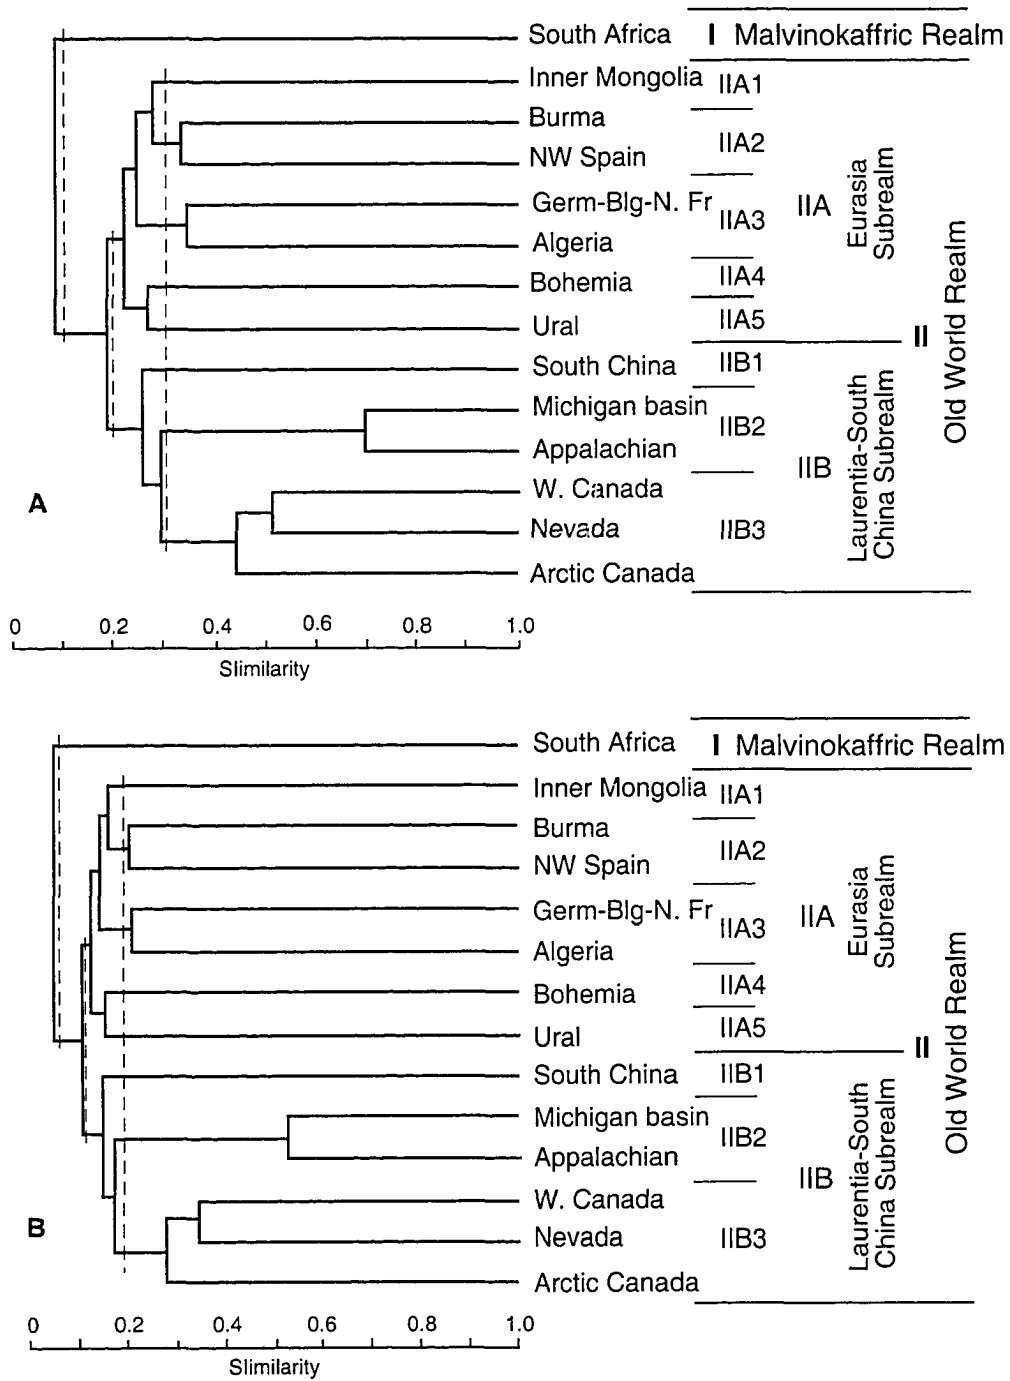 South Africa I Malvinokaffric Realm
Inner Mongolia IIA1
Burma
IIA2
NW Spain
Germ-Blg-N. Fr
IIA3
IIA
Eurasia
Subrealm
Algeria
Bohemia IIA4
Ural IIA5
II
Old World Realm
South China IIB1
Michigan basin
IIB2
Appalachian
IIB
Laurentia-South
China Subrealm
A
W. Canada
Nevada IIB3
Arctic Canada
0 0.2 0.4 0.6 0.8 1.0
Slimilarity
South Africa I Malvinokaffric Realm
Inner Mongolia IIA1
Burma
IIA2
NW Spain
Germ-Blg-N. Fr
IIA3
IIA
Eurasia
Subrealm
Algeria
Bohemia IIA4
Ural IIA5
II
Old World Realm
South China IIB1
Michigan basin
IIB2
Appalachian
IIB
Laurentia-South
China Subrealm
B
W. Canada
Nevada IIB3
Arctic Canada
0 0.2 0.4 0.6 0.8 1.0
Slimilarity